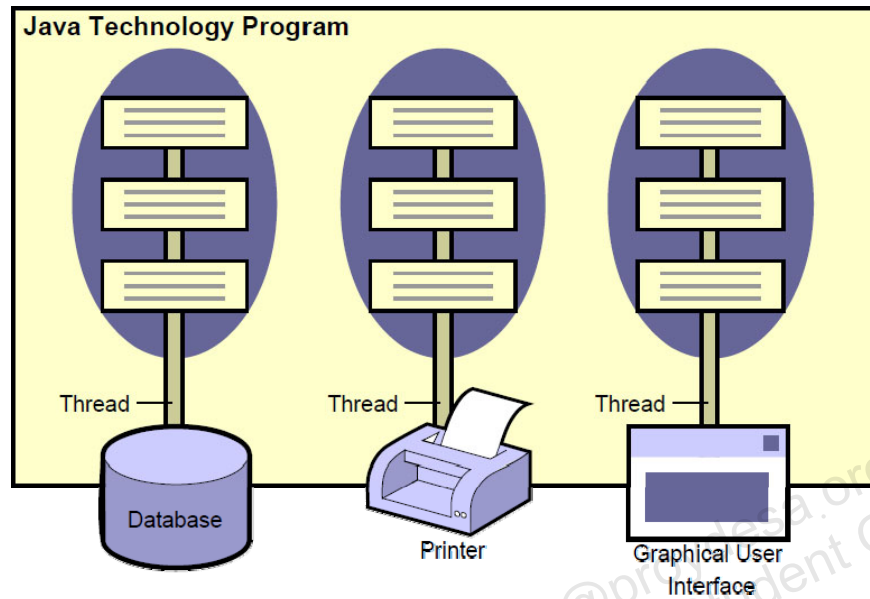 Java Technology Program
Thread
Thread
Thread
Database
Printer
Graphical User
Interface